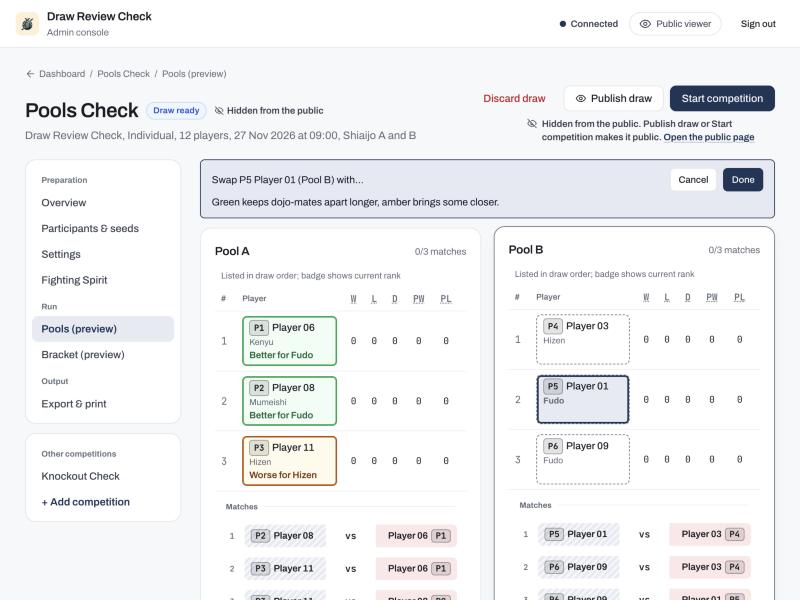 Draw Review Check
Admin console
Connected
Public viewer
Sign out
Dashboard / Pools Check / Pools (preview)
Pools Check
Draw ready
Hidden from the public
Draw Review Check, Individual, 12 players, 27 Nov 2026 at 09:00, Shiaijo A and B
Discard draw
Publish draw
Start competition
Hidden from the public. Publish draw or Start
competition makes it public. Open the public page
Preparation
Overview
Participants & seeds
Settings
Fighting Spirit
Run
Pools (preview)
Bracket (preview)
Output
Export & print
Other competitions
Knockout Check
+ Add competition
Swap P5 Player 01 (Pool B) with…
Cancel
Done
Green keeps dojo-mates apart longer, amber brings some closer.
Pool A
0/3 matches
Listed in draw order; badge shows current rank
# Player W L D PW PL
1 P1 Player 06 0 0 0 0 0
Kenyu
Better for Fudo
2 P2 Player 08 0 0 0 0 0
Mumeishi
Better for Fudo
3 P3 Player 11 0 0 0 0 0
Hizen
Worse for Hizen
Matches
1 P2 Player 08 vs Player 06 P1
2 P3 Player 11 vs Player 06 P1
Pool B
0/3 matches
Listed in draw order; badge shows current rank
# Player W L D PW PL
1 P4 Player 03 0 0 0 0 0
Hizen
2 P5 Player 01 0 0 0 0 0
Fudo
3 P6 Player 09 0 0 0 0 0
Fudo
Matches
1 P5 Player 01 vs Player 03 P4
2 P6 Player 09 vs Player 03 P4